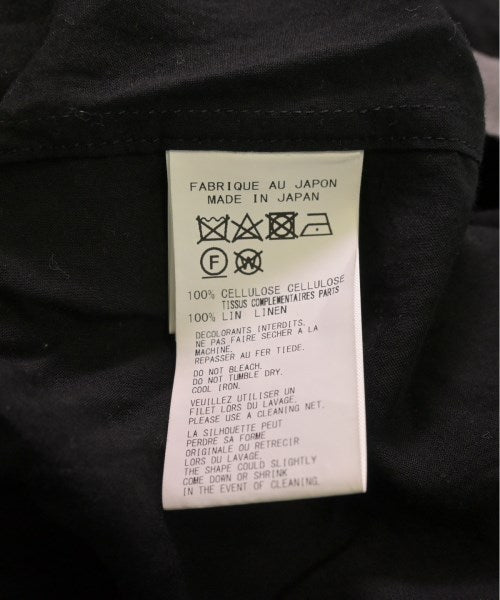 FABRIQUE AU JAPON
MADE IN JAPAN
F W
100% CELLULOSE CELLULOSE
TISSUS COMPLEMENTAIRES PARTS
100% LIN LINEN
DECOLORANTS INTERDITS.
NE PAS FAIRE SECHER A LA
MACHINE.
REPASSER AU FER TIEDE.
DO NOT BLEACH.
DO NOT TUMBLE DRY.
COOL IRON.
VEUILLEZ UTILISER UN
FILET LORS DU LAVAGE.
PLEASE USE A CLEANING NET.
LA SILHOUETTE PEUT
PERDRE SA FORME
ORIGINALE OU RETRECIR
LORS DU LAVAGE.
THE SHAPE COULD SLIGHTLY
COME DOWN OR SHRINK
IN THE EVENT OF CLEANING.